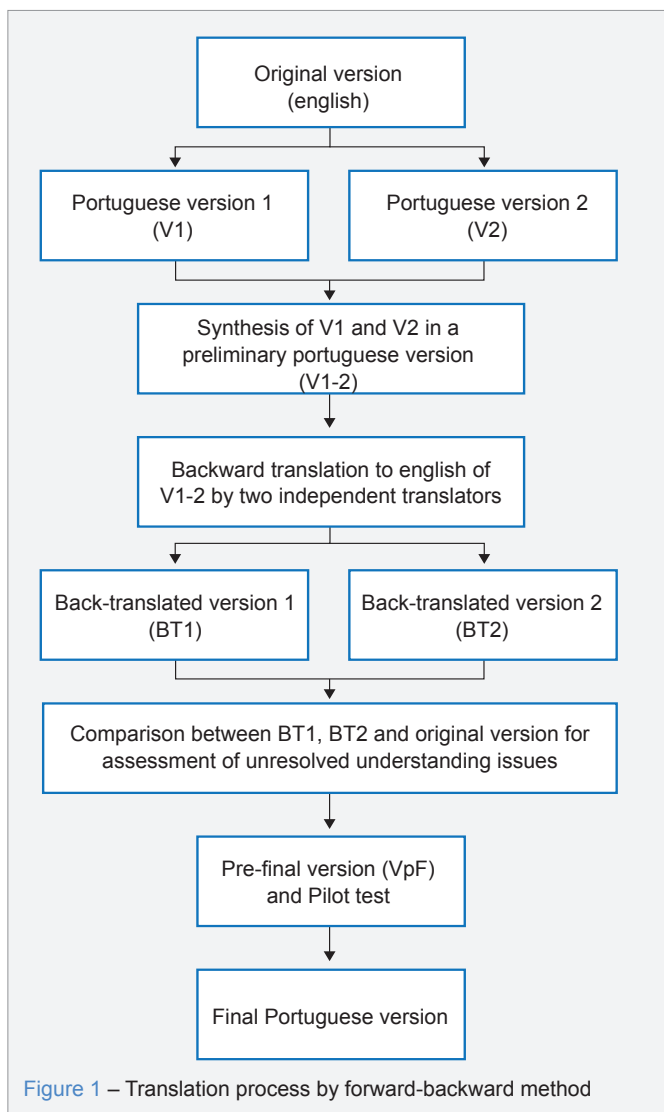 Original version
(english)
Portuguese version 1
(V1)
Portuguese version 2
(V2)
Synthesis of V1 and V2 in a
preliminary portuguese version
(V1-2)
Backward translation to english of
V1-2 by two independent translators
Back-translated version 1
(BT1)
Back-translated version 2
(BT2)
Comparison between BT1, BT2 and original version for
assessment of unresolved understanding issues
Pre-final version (VpF)
and Pilot test
Final Portuguese version
Figure 1 – Translation process by forward-backward method